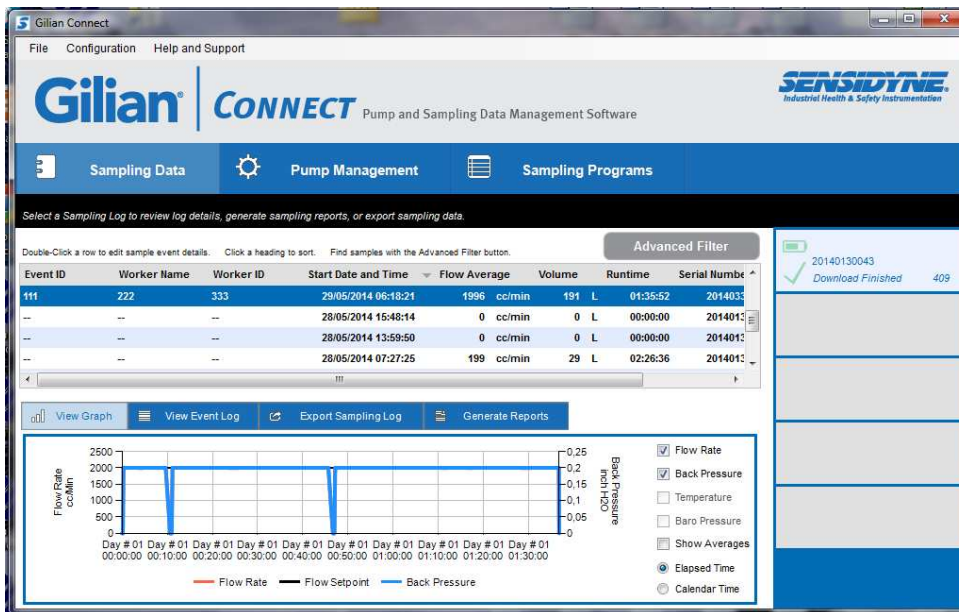 Gilian Connect
File Configuration Help and Support
Gilian® CONNECT Pump and Sampling Data Management Software
SENSIDYNE.
Industrial Health & Safety Instrumentation
Sampling Data Pump Management Sampling Programs
Select a Sampling Log to review log details, generate sampling reports, or export sampling data.
Double-Click a row to edit sample event details. Click a heading to sort. Find samples with the Advanced Filter button.
Advanced Filter
Event ID Worker Name Worker ID Start Date and Time Flow Average Volume Runtime Serial Numbe
111 222 333 29/05/2014 06:18:21 1996 cc/min 191 L 01:35:52 2014033
-- -- -- 28/05/2014 15:48:14 0 cc/min 0 L 00:00:00 201401
-- -- -- 28/05/2014 13:59:50 0 cc/min 0 L 00:00:00 201401
-- -- -- 28/05/2014 07:27:25 199 cc/min 29 L 02:26:36 201401
20140130043
Download Finished 409
View Graph View Event Log Export Sampling Log Generate Reports
Flow Rate
cc/Min
2500
2000
1500
1000
500
0
0,25
0,2
0,15
0,1
0,05
0
Back Pressure
inch H2O
Day # 01 Day # 01 Day # 01 Day # 01 Day # 01 Day # 01 Day # 01 Day # 01 Day # 01 Day # 01
00:00:00 00:10:00 00:20:00 00:30:00 00:40:00 00:50:00 01:00:00 01:10:00 01:20:00 01:30:00
Flow Rate Flow Setpoint Back Pressure
Flow Rate
Back Pressure
Temperature
Baro Pressure
Show Averages
Elapsed Time
Calendar Time